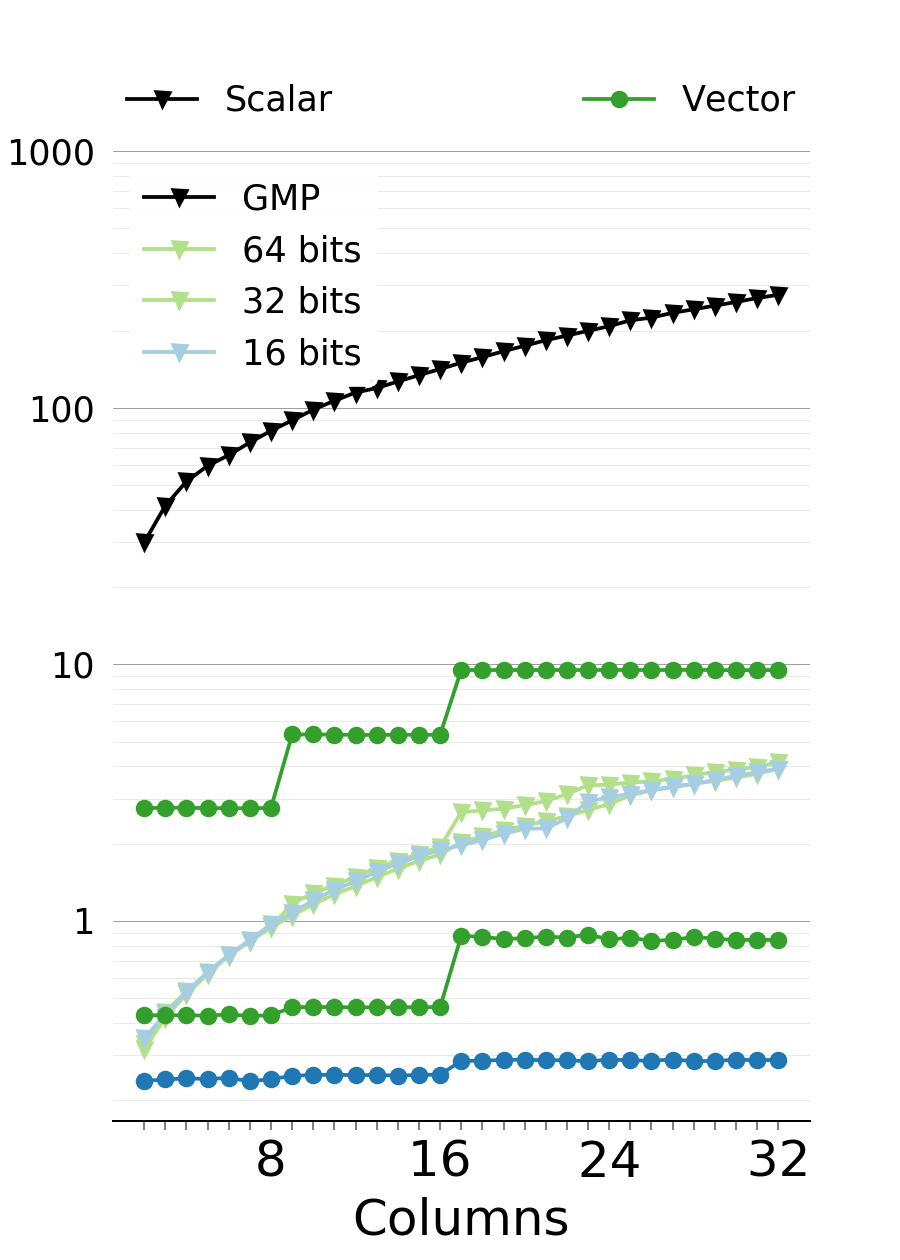 Scalar Vector
1000
GMP
64 bits
32 bits
16 bits
100
10
1
8 16 24 32
Columns